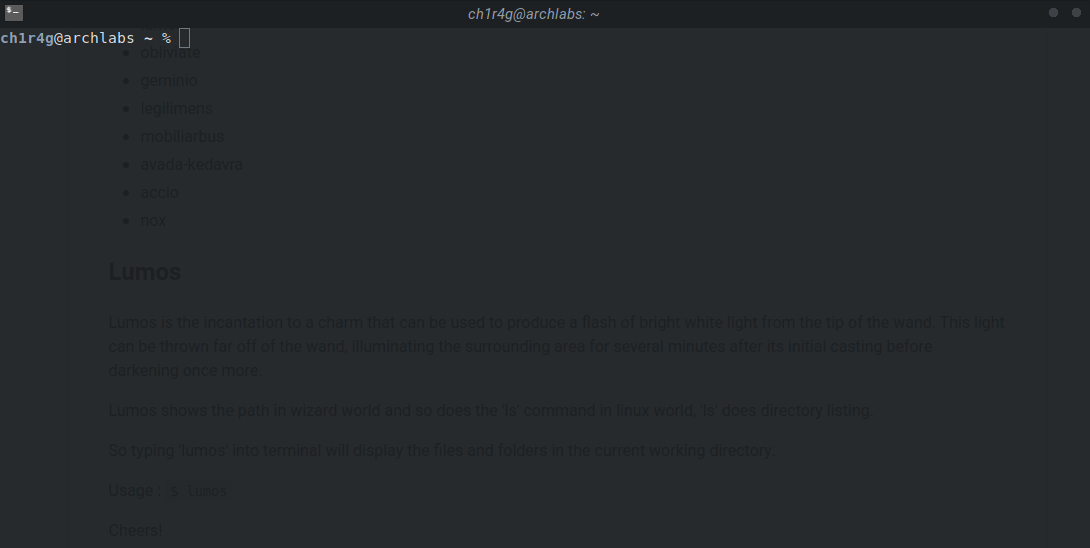 ch1r4g@archlabs: ~
ch1r4g@archlabs ~ %
obliviate
geminio
legilimens
mobiliarbus
avada-kedavra
accio
nox
Lumos
Lumos is the incantation to a charm that can be used to produce a flash of bright white light from the tip of the wand. This light
can be thrown far off of the wand, illuminating the surrounding area for several minutes after its initial casting before
darkening once more.
Lumos shows the path in wizard world and so does the 'ls' command in linux world, 'ls' does directory listing.
So typing 'lumos' into terminal will display the files and folders in the current working directory.
Usage : $ lumos
Cheers!